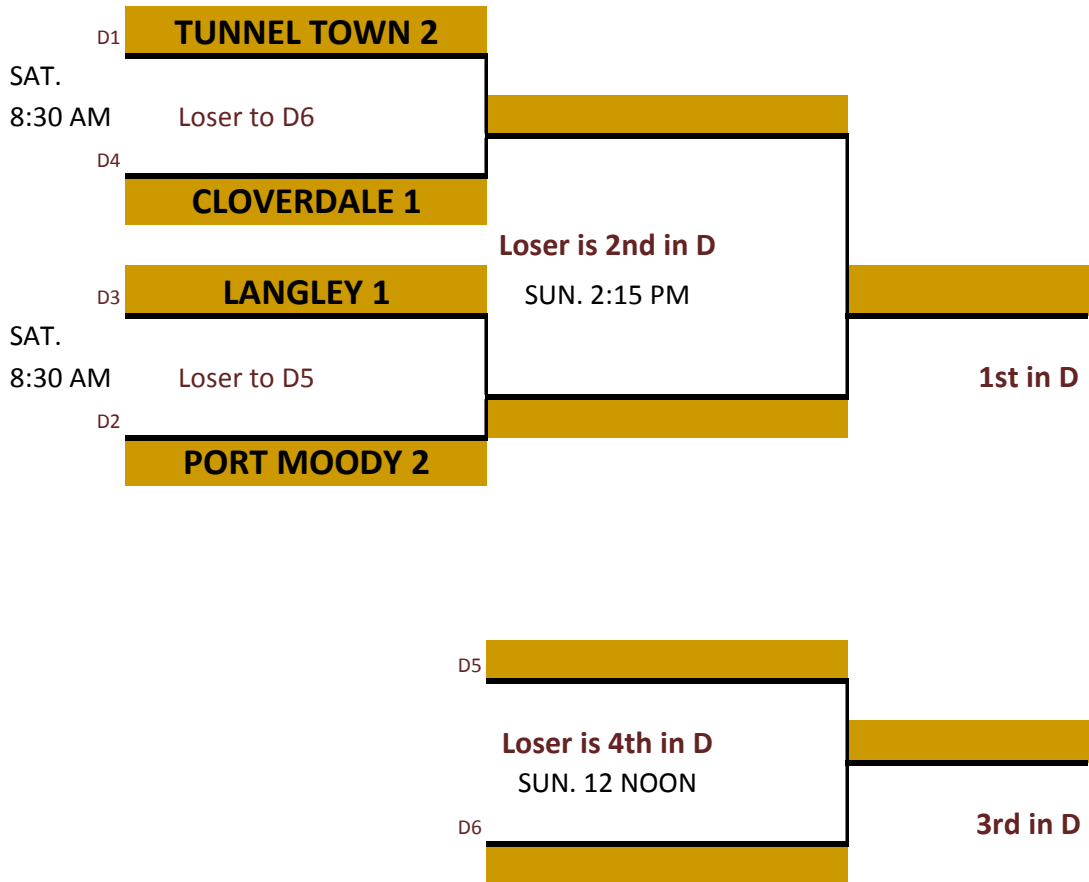 D1 TUNNEL TOWN 2
SAT.
8:30 AM Loser to D6
D4
CLOVERDALE 1
Loser is 2nd in D
D3 LANGLEY 1 SUN. 2:15 PM
SAT.
8:30 AM Loser to D5 1st in D
D2
PORT MOODY 2
D5
Loser is 4th in D
SUN. 12 NOON
D6 3rd in D